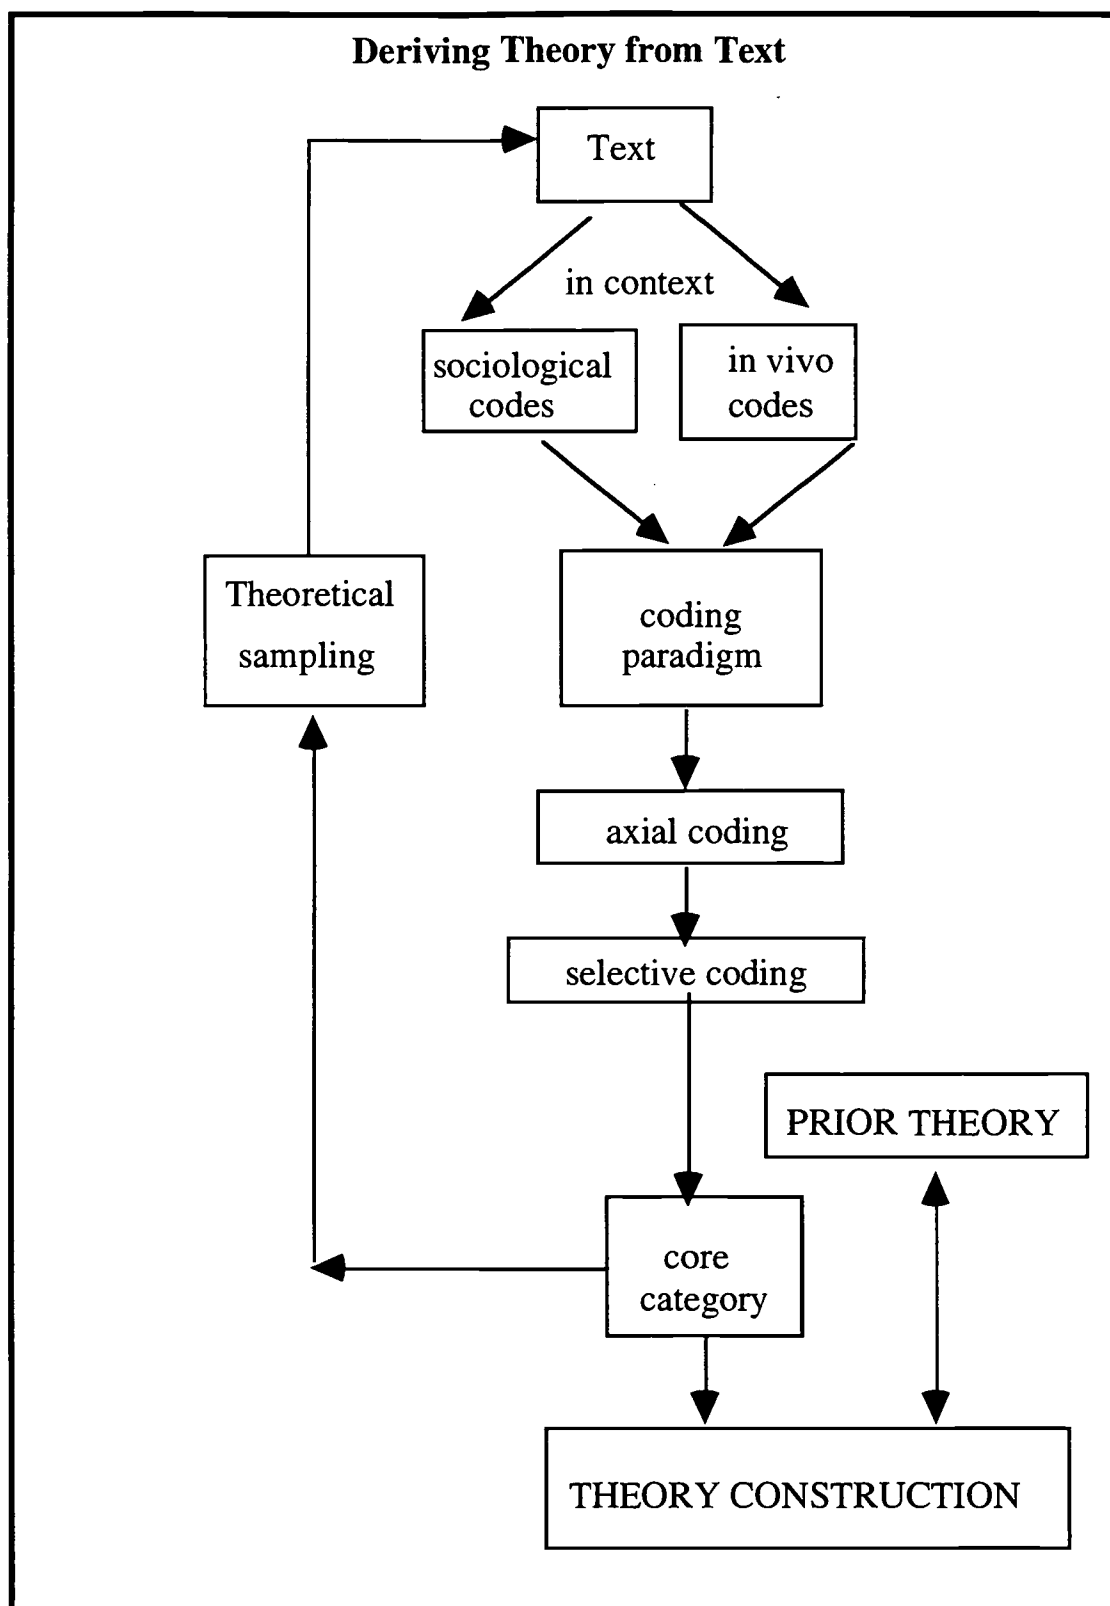 Deriving Theory from Text
Text
in context
sociological
codes
in vivo
codes
Theoretical
sampling
coding
paradigm
axial coding
selective coding
PRIOR THEORY
core
category
THEORY CONSTRUCTION